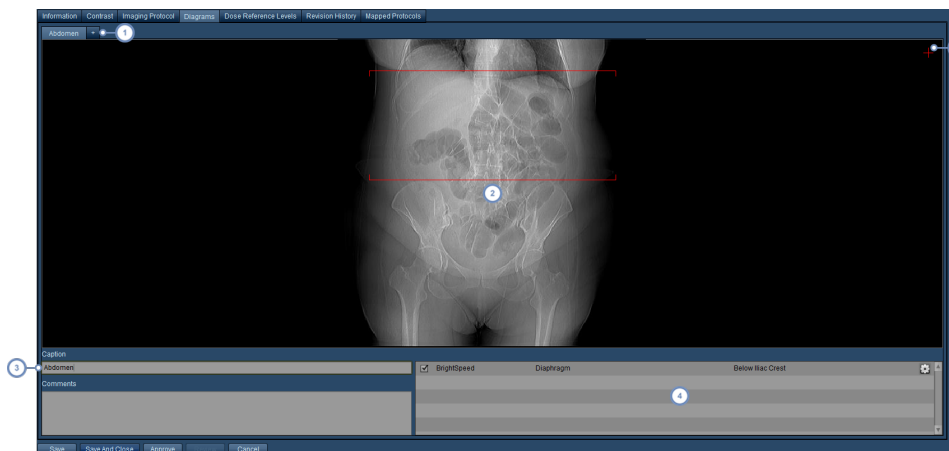 Information Contrast Imaging Protocol Diagrams Dose Reference Levels Revision History Mapped Protocols
Abdomen 1
2
Caption
3 Abdomen
BrightSpeed Diaphragm Below Iliac Crest
Comments
4
Save Save And Close Approve Cancel